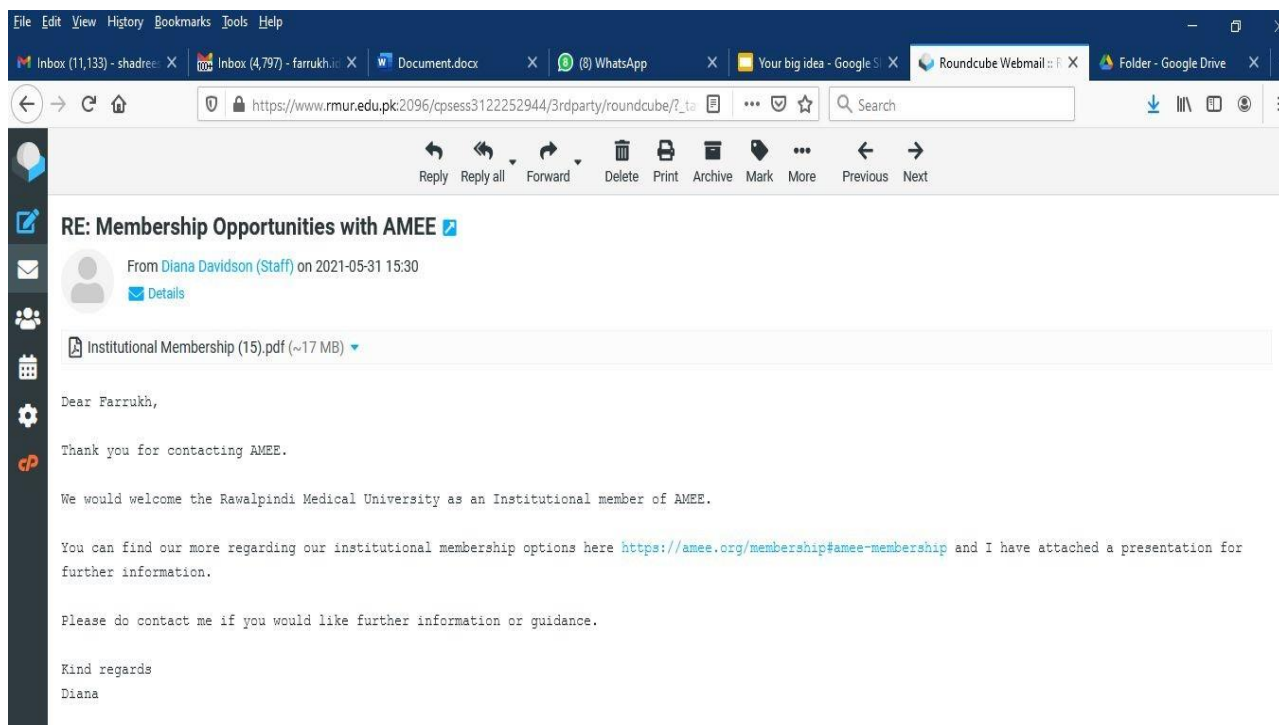 File Edit View History Bookmarks Tools Help
Inbox (11,133) - shadree
Inbox (4,797) - farrukh.id
Document.docx
(8) WhatsApp
Your big idea - Google Sl
Roundcube Webmail :: R
Folder - Google Drive
https://www.rmur.edu.pk:2096/cpsess3122252944/3rdparty/roundcube/?_ta
Search
Reply Reply all Forward Delete Print Archive Mark More Previous Next
RE: Membership Opportunities with AMEE
From Diana Davidson (Staff) on 2021-05-31 15:30
Details
Institutional Membership (15).pdf (~17 MB)
Dear Farrukh,
Thank you for contacting AMEE.
We would welcome the Rawalpindi Medical University as an Institutional member of AMEE.
You can find our more regarding our institutional membership options here https://amee.org/membership#amee-membership and I have attached a presentation for
further information.
Please do contact me if you would like further information or guidance.
Kind regards
Diana